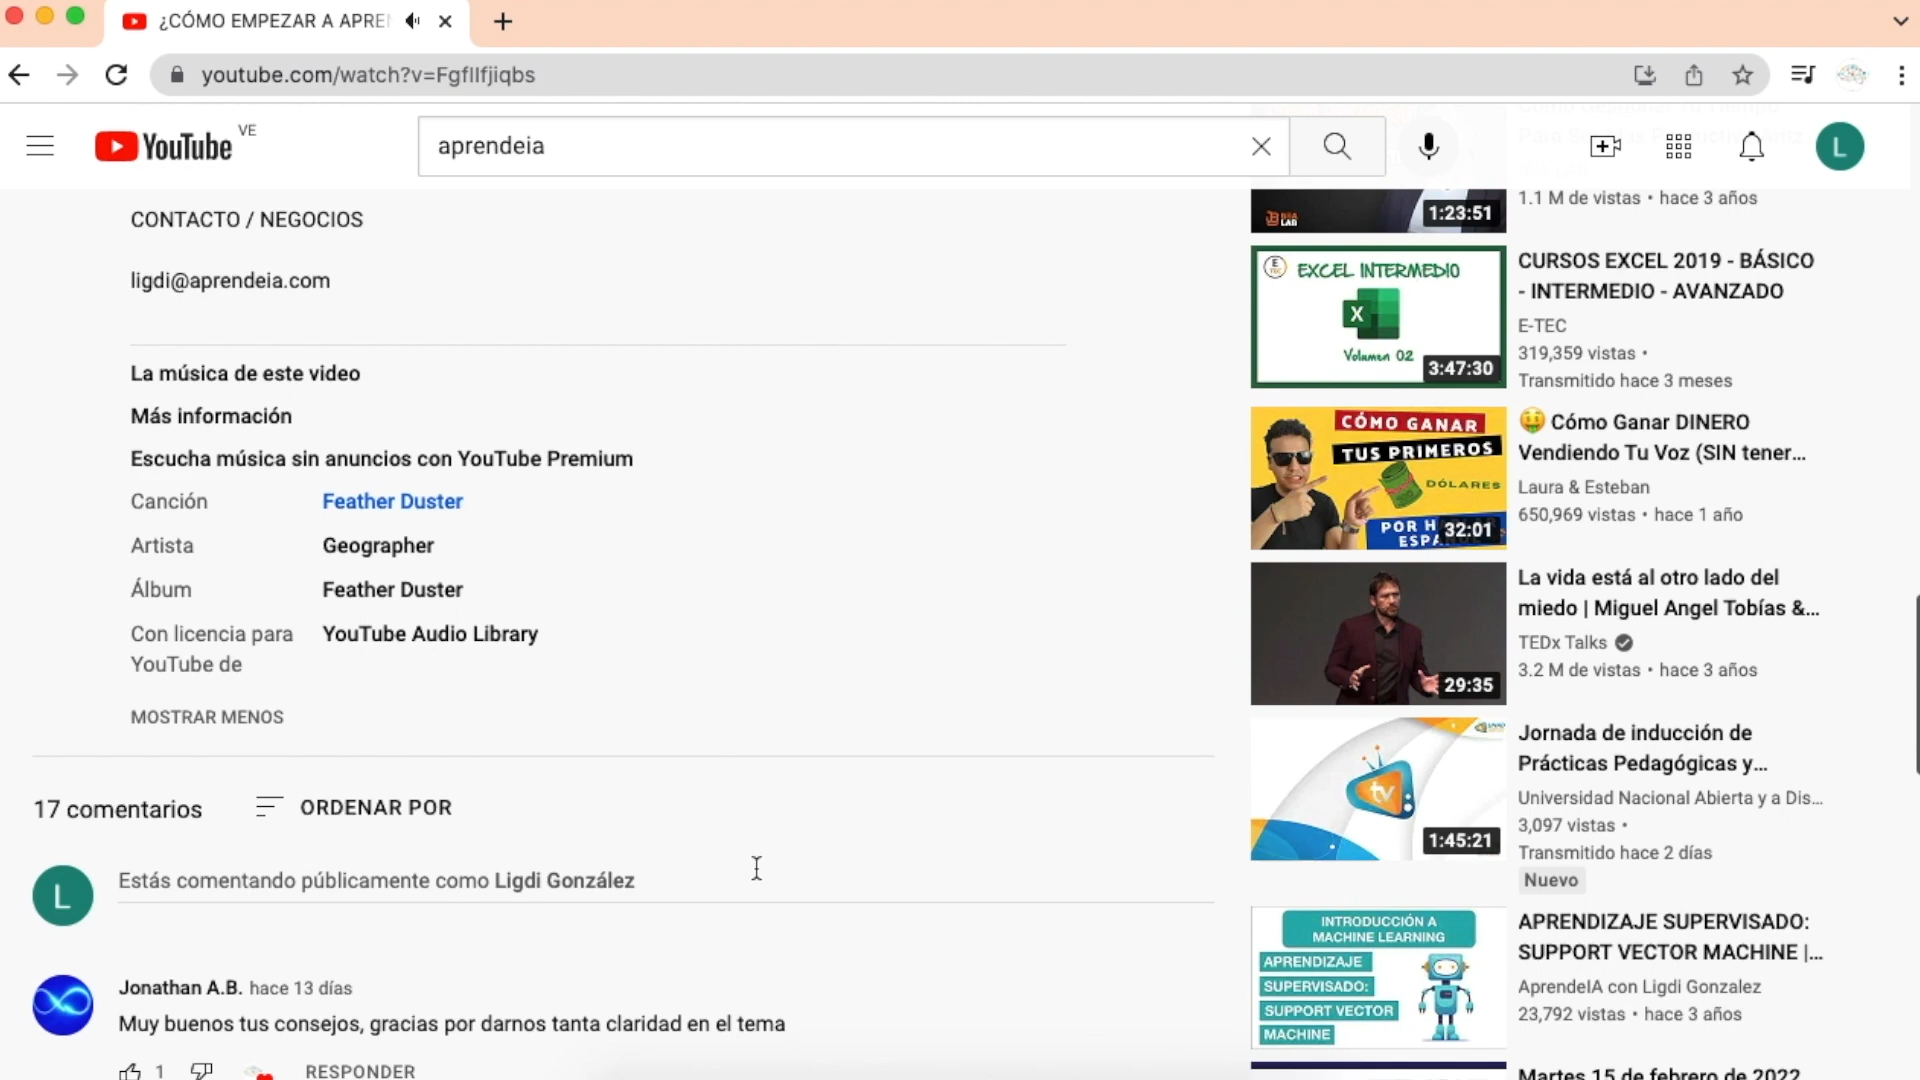 ¿CÓMO EMPEZAR A APRE
youtube.com/watch?v=FgfIIfjiqbs
YouTube VE
aprendeia
L
CONTACTO / NEGOCIOS
ligdi@aprendeia.com
La música de este video
Más información
Escucha música sin anuncios con YouTube Premium
Canción Feather Duster
Artista Geographer
Álbum Feather Duster
Con licencia para YouTube Audio Library
YouTube de
MOSTRAR MENOS
17 comentarios ORDENAR POR
L
Estás comentando públicamente como Ligdi González
Jonathan A.B. hace 13 días
Muy buenos tus consejos, gracias por darnos tanta claridad en el tema
1 RESPONDER
LAB
1:23:51
1.1 M de vistas • hace 3 años
EXCEL INTERMEDIO
X
Volumen 02
3:47:30
CURSOS EXCEL 2019 - BÁSICO
- INTERMEDIO - AVANZADO
E-TEC
319,359 vistas •
Transmitido hace 3 meses
CÓMO GANAR
TUS PRIMEROS
DÓLARES
POR H
ESPA
32:01
Cómo Ganar DINERO
Vendiendo Tu Voz (SIN tener...
Laura & Esteban
650,969 vistas • hace 1 año
29:35
La vida está al otro lado del
miedo | Miguel Angel Tobías &...
TEDx Talks
3.2 M de vistas • hace 3 años
tv
1:45:21
Jornada de inducción de
Prácticas Pedagógicas y...
Universidad Nacional Abierta y a Dis...
3,097 vistas •
Transmitido hace 2 días
Nuevo
INTRODUCCIÓN A
MACHINE LEARNING
APRENDIZAJE
SUPERVISADO:
SUPPORT VECTOR
MACHINE
APRENDIZAJE SUPERVISADO:
SUPPORT VECTOR MACHINE |...
AprendeIA con Ligdi Gonzalez
23,792 vistas • hace 3 años
Martes 15 de febrero de 2022